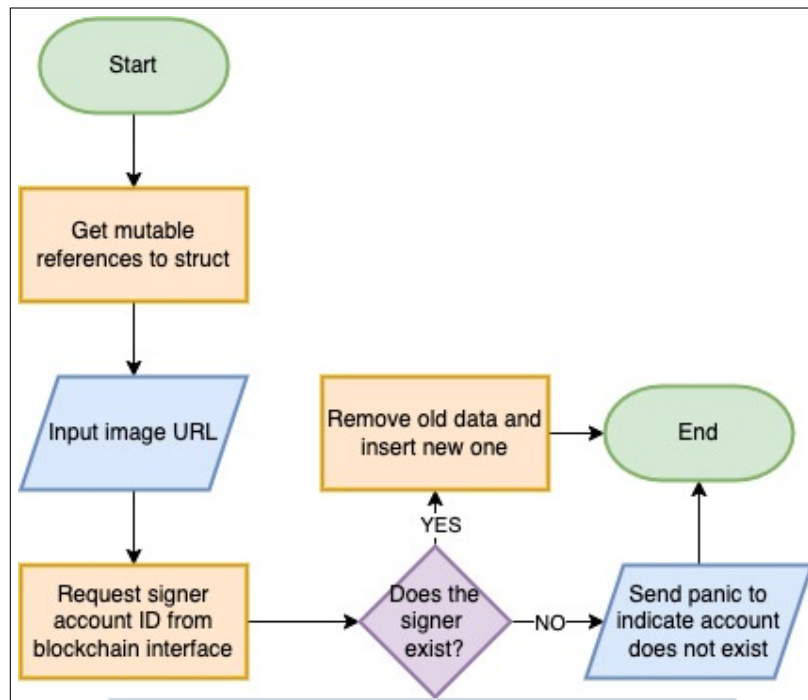 Start
Get mutable
references to struct
Input image URL
Request signer
account ID from
blockchain interface
Does the
signer
exist?
YES
Remove old data and
insert new one
NO
Send panic to
indicate account
does not exist
End